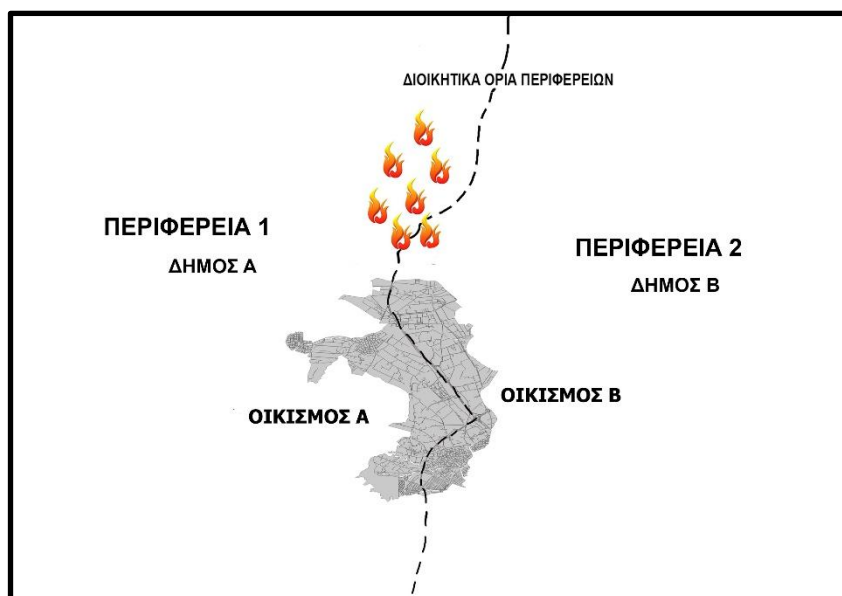 ΔΙΟΙΚΗΤΙΚΑ ΟΡΙΑ ΠΕΡΙΦΕΡΕΙΩΝ
ΠΕΡΙΦΕΡΕΙΑ 1
ΔΗΜΟΣ Α
ΠΕΡΙΦΕΡΕΙΑ 2
ΔΗΜΟΣ Β
ΟΙΚΙΣΜΟΣ Α
ΟΙΚΙΣΜΟΣ Β